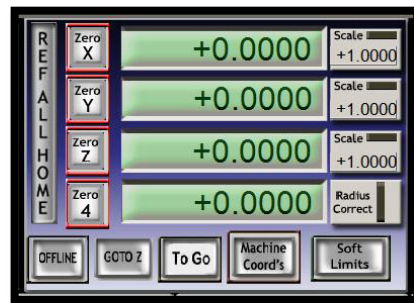 REF ALL HOME
Zero X
+0.0000
Scale
+1.0000
Zero Y
+0.0000
Scale
+1.0000
Zero Z
+0.0000
Scale
+1.0000
Zero 4
+0.0000
Radius
Correct
OFFLINE
GOTO Z
To Go
Machine
Coord's
Soft
Limits